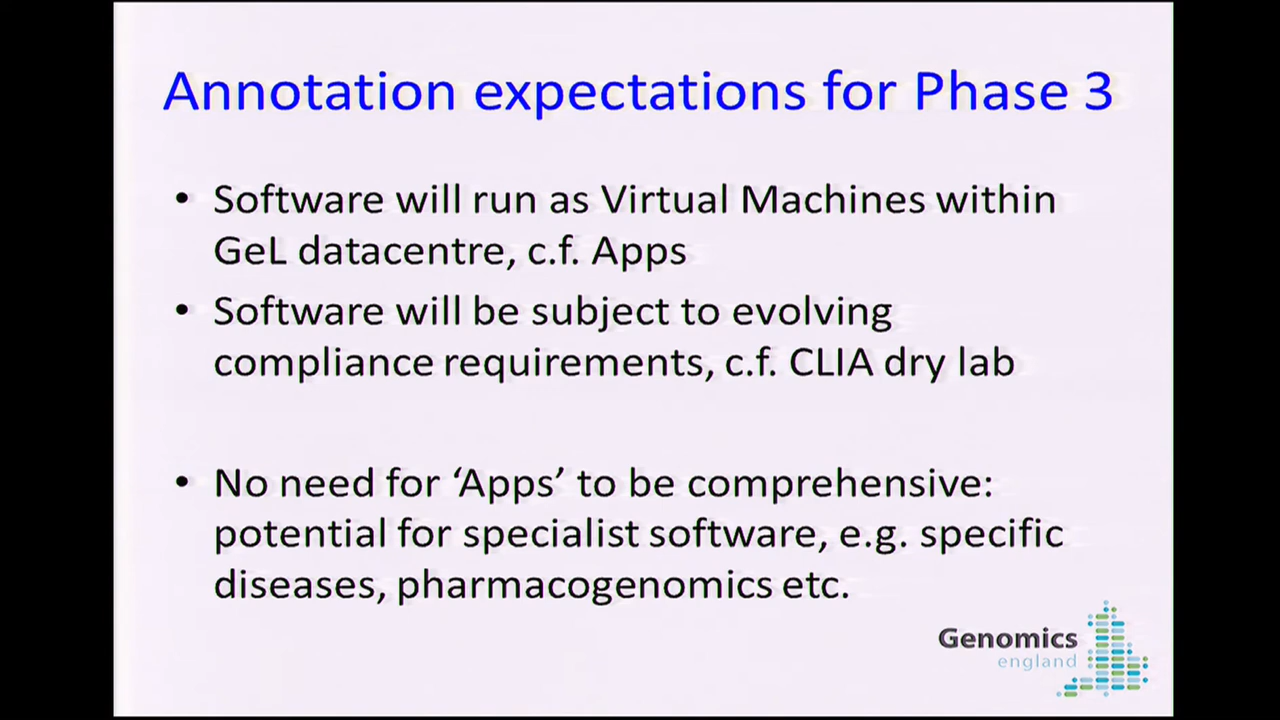 Annotation expectations for Phase 3
• Software will run as Virtual Machines within
GeL datacentre, c.f. Apps
• Software will be subject to evolving
compliance requirements, c.f. CLIA dry lab
• No need for ‘Apps’ to be comprehensive:
potential for specialist software, e.g. specific
diseases, pharmacogenomics etc.
Genomics
england